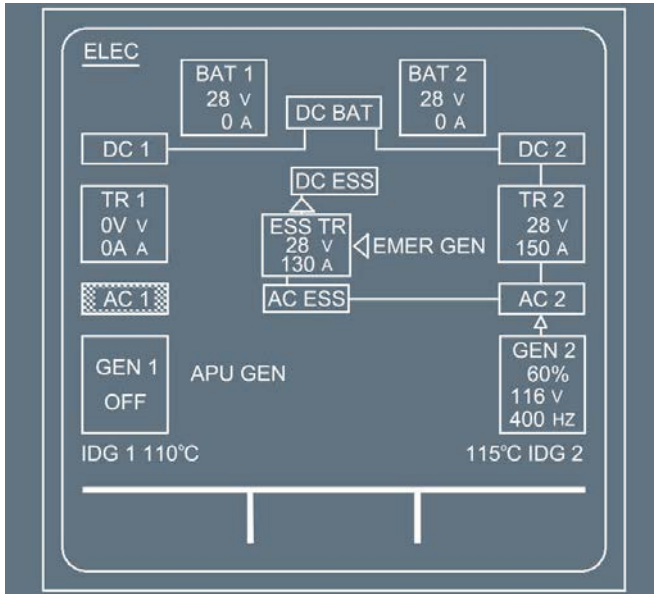 ELEC
BAT 1
28 V
0 A
DC BAT
BAT 2
28 V
0 A
DC 1
DC 2
DC ESS
TR 1
0V V
0A A
ESS TR
28 V
130 A
EMER GEN
TR 2
28 V
150 A
AC 1
AC ESS
AC 2
GEN 1
OFF
APU GEN
GEN 2
60%
116 V
400 HZ
IDG 1 110°C
115°C IDG 2